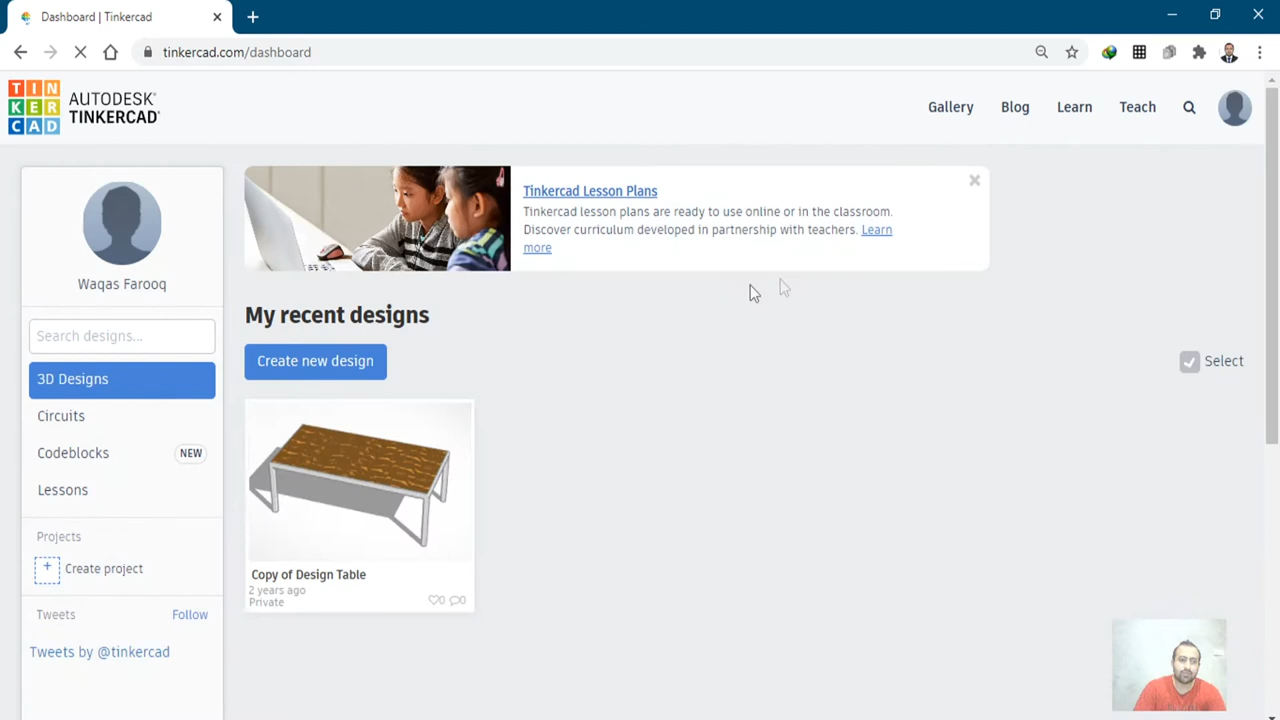 Dashboard | Tinkercad
tinkercad.com/dashboard
TIN
KER
CAD
AUTODESK
TINKERCAD
Gallery
Blog
Learn
Teach
Waqas Farooq
Search designs...
3D Designs
Circuits
Codeblocks
NEW
Lessons
Projects
+ Create project
Tweets
Follow
Tweets by @tinkercad
Tinkercad Lesson Plans
Tinkercad lesson plans are ready to use online or in the classroom.
Discover curriculum developed in partnership with teachers. Learn
more
My recent designs
Create new design
Select
Copy of Design Table
2 years ago
Private
0 0